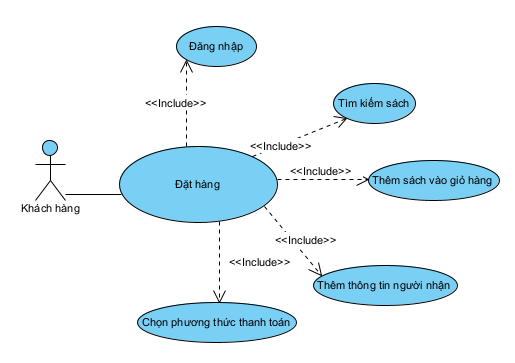 Đăng nhập
<<Include>>
Tìm kiếm sách
<<Include>>
Đặt hàng
<<Include>>
Thêm sách vào giỏ hàng
Khách hàng
<<Include>>
<<Include>>
Thêm thông tin người nhận
Chọn phương thức thanh toán